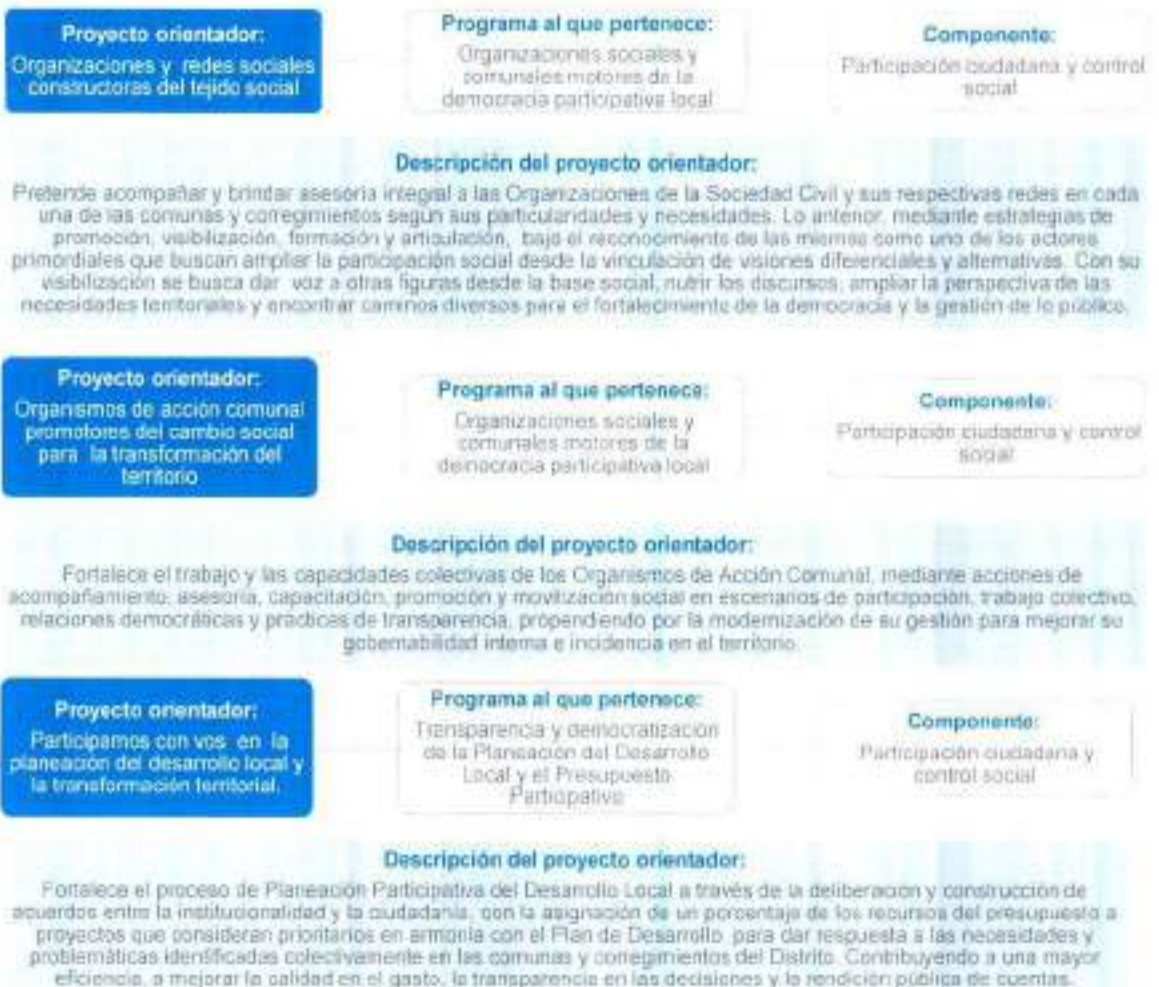 Proyecto orientador:
Organizaciones y redes sociales
constructoras del tejido social
Programa al que pertenece:
Organizaciones sociales y
comunales motores de la
democracia participativa local
Componente:
Participación ciudadana y control
social
Descripción del proyecto orientador:
Pretende acompañar y brindar asesoría integral a las Organizaciones de la Sociedad Civil y sus respectivas redes en cada
una de las comunas y corregimientos según sus particularidades y necesidades. Lo anterior, mediante estrategias de
promoción, visibilización, formación y articulación, bajo el reconocimiento de las mismas como uno de los actores
primordiales que buscan ampliar la participación social desde la vinculación de visiones diferenciales y alternativas. Con su
visibilización se busca dar voz a otras figuras desde la base social, nutrir los discursos, ampliar la perspectiva de las
necesidades territoriales y encontrar caminos diversos para el fortalecimiento de la democracia y la gestión de lo público.
Proyecto orientador:
Organismos de acción comunal
promotores del cambio social
para la transformación del
territorio
Programa al que pertenece:
Organizaciones sociales y
comunales motores de la
democracia participativa local
Componente:
Participación ciudadana y control
social
Descripción del proyecto orientador:
Fortalece el trabajo y las capacidades colectivas de los Organismos de Acción Comunal, mediante acciones de
acompañamiento, asesoría, capacitación, promoción y movilización social en escenarios de participación, trabajo colectivo,
relaciones democráticas y practicas de transparencia, propendiendo por la modernización de su gestión para mejorar su
gobernabilidad interna e incidencia en el territorio.
Proyecto orientador:
Participamos con vos en la
planeación del desarrollo local y
la transformación territorial.
Programa al que pertenece:
Transparencia y democratización
de la Planeación del Desarrollo
Local y el Presupuesto
Participativo
Componente:
Participación ciudadana y
control social
Descripción del proyecto orientador:
Fortalece el proceso de Planeación Participativa del Desarrollo Local a través de la deliberación y construcción de
acuerdos entre la institucionalidad y la ciudadanía, con la asignación de un porcentaje de los recursos del presupuesto a
proyectos que consideran prioritarios en armonía con el Plan de Desarrollo para dar respuesta a las necesidades y
problemáticas identificadas colectivamente en las comunas y corregimientos del Distrito. Contribuyendo a una mayor
eficiencia, a mejorar la calidad en el gasto, la transparencia en las decisiones y la rendición pública de cuentas.